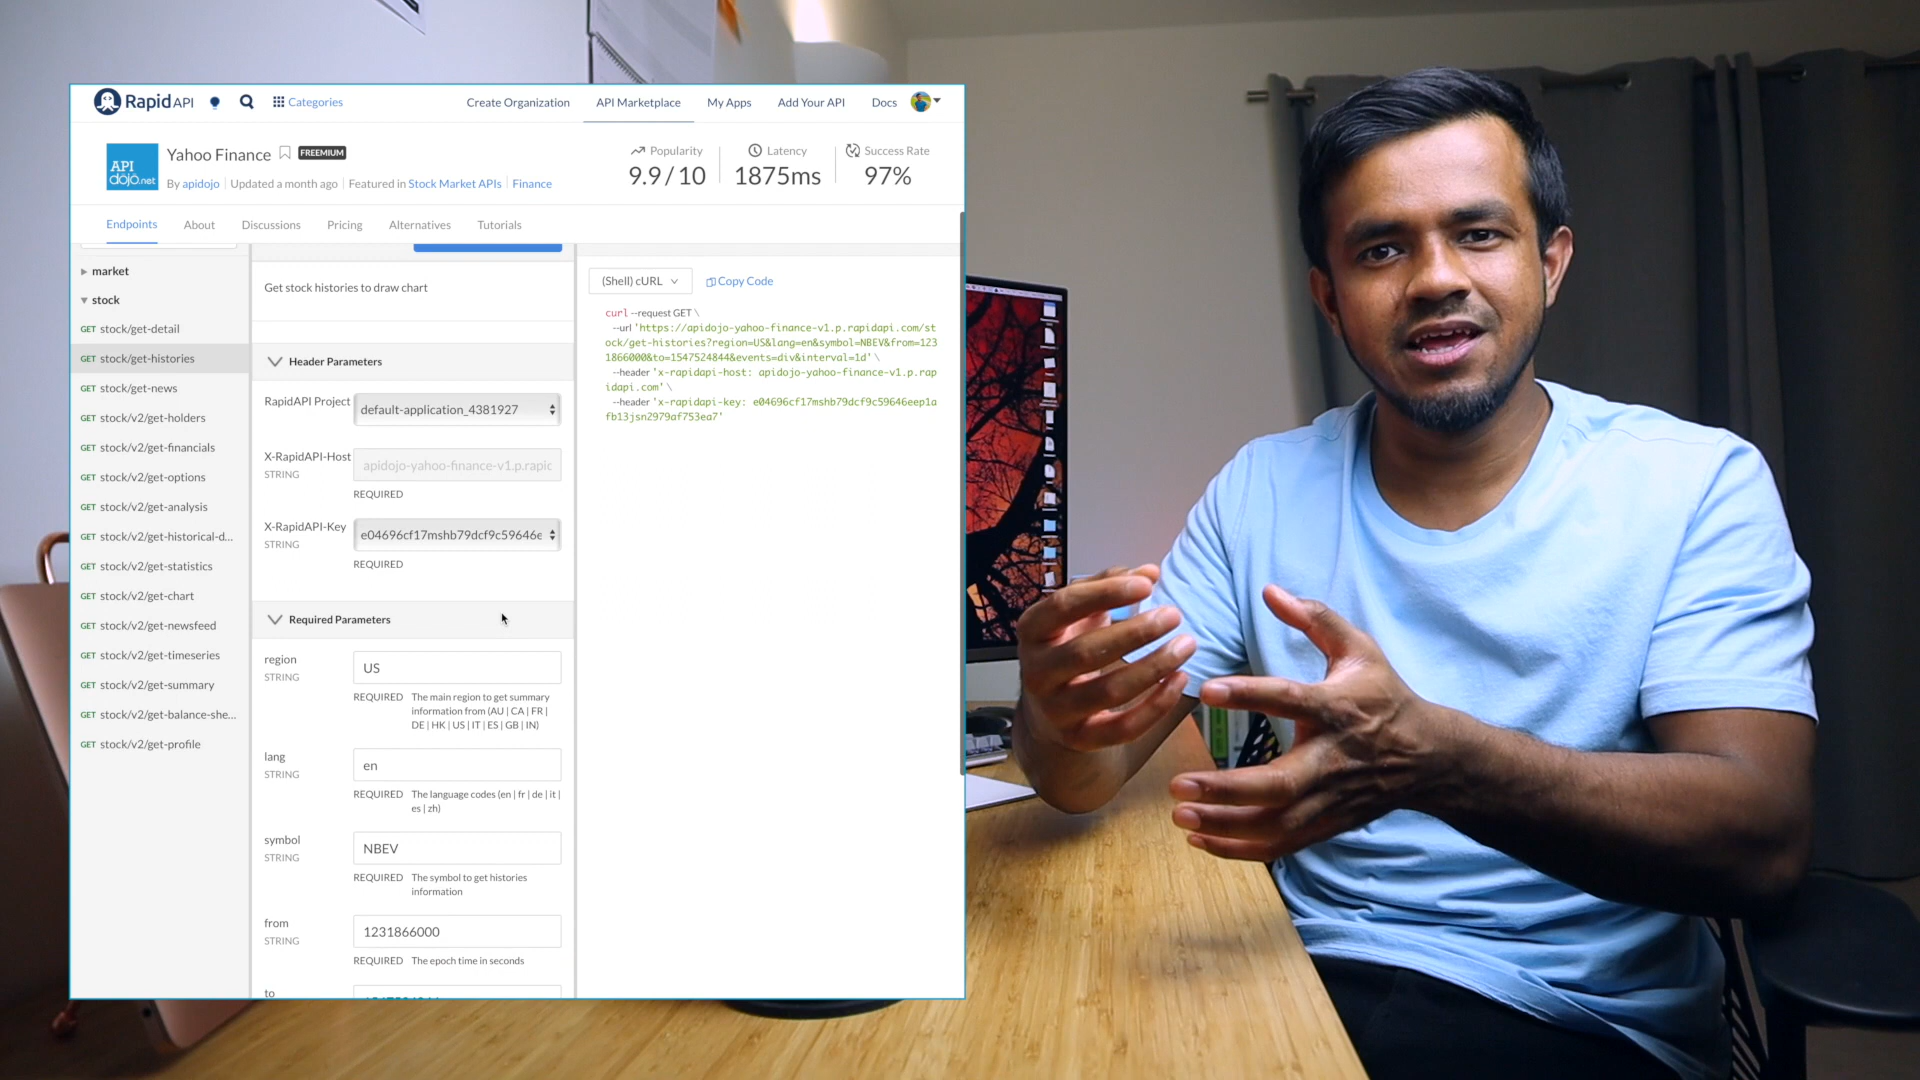 RapidAPI
Categories
Create Organization
API Marketplace
My Apps
Add Your API
Docs
API
dojo.net
Yahoo Finance
FREEMIUM
By apidojo
Updated a month ago
Featured in Stock Market APIs
Finance
Popularity
9.9 / 10
Latency
1875ms
Success Rate
97%
Endpoints
About
Discussions
Pricing
Alternatives
Tutorials
market
stock
GET stock/get-detail
GET stock/get-histories
GET stock/get-news
GET stock/v2/get-holders
GET stock/v2/get-financials
GET stock/v2/get-options
GET stock/v2/get-analysis
GET stock/v2/get-historical-d...
GET stock/v2/get-statistics
GET stock/v2/get-chart
GET stock/v2/get-newsfeed
GET stock/v2/get-timeseries
GET stock/v2/get-summary
GET stock/v2/get-balance-she...
GET stock/v2/get-profile
Get stock histories to draw chart
Header Parameters
RapidAPI Project
default-application_4381927
X-RapidAPI-Host
STRING
apidojo-yahoo-finance-v1.p.rapic
REQUIRED
X-RapidAPI-Key
STRING
e04696cf17mshb79dcf9c59646e
REQUIRED
Required Parameters
region
STRING
US
REQUIRED The main region to get summary
information from (AU | CA | FR |
DE | HK | US | IT | ES | GB | IN)
lang
STRING
en
REQUIRED The language codes (en | fr | de | it |
es | zh)
symbol
STRING
NBEV
REQUIRED The symbol to get histories
information
from
STRING
1231866000
REQUIRED The epoch time in seconds
to
(Shell) cURL
Copy Code
curl --request GET \
--url 'https://apidojo-yahoo-finance-v1.p.rapidapi.com/st
ock/get-histories?region=US&lang=en&symbol=NBEV&from=123
1866000&to=1547524844&events=div&interval=1d' \
--header 'x-rapidapi-host: apidojo-yahoo-finance-v1.p.rap
idapi.com' \
--header 'x-rapidapi-key: e04696cf17mshb79dcf9c59646eep1a
fb13jsn2979af753ea7'